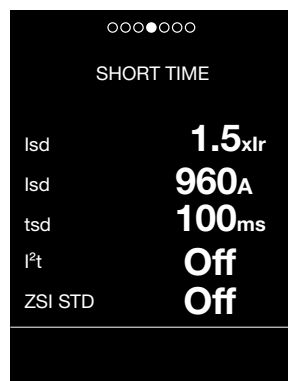 SHORT TIME
Isd 1.5xIr
Isd 960A
tsd 100ms
I²t Off
ZSI STD Off